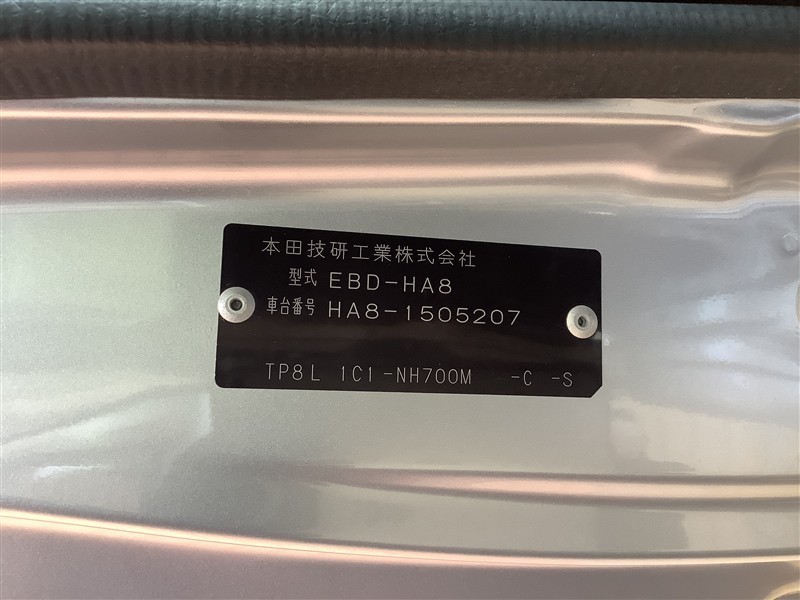 本田技研工業株式会社
型式 EBD-HA8
車台番号 HA8-1505207
TP8L 1C1-NH700M -C -S